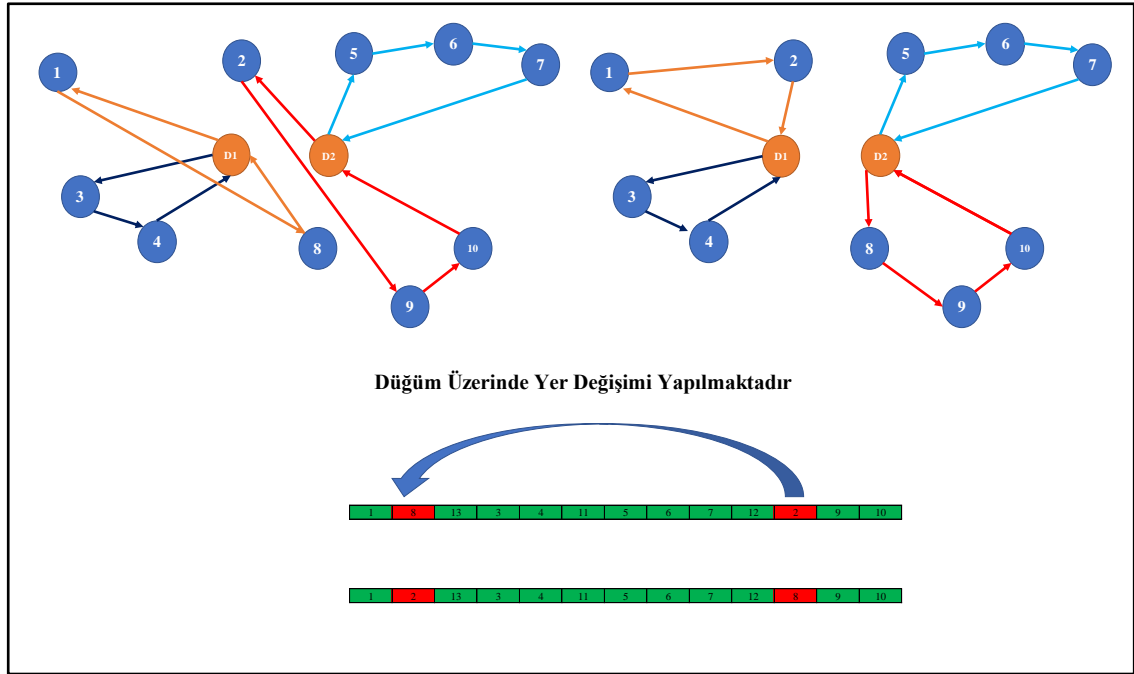 1 2 5 6 7
D1 D2
3 4 8 10 9
1 2 5 6 7
D1 D2
3 4 8 10 9
Düğüm Üzerinde Yer Değişimi Yapılmaktadır
1 8 13 3 4 11 5 6 7 12 2 9 10
1 2 13 3 4 11 5 6 7 12 8 9 10